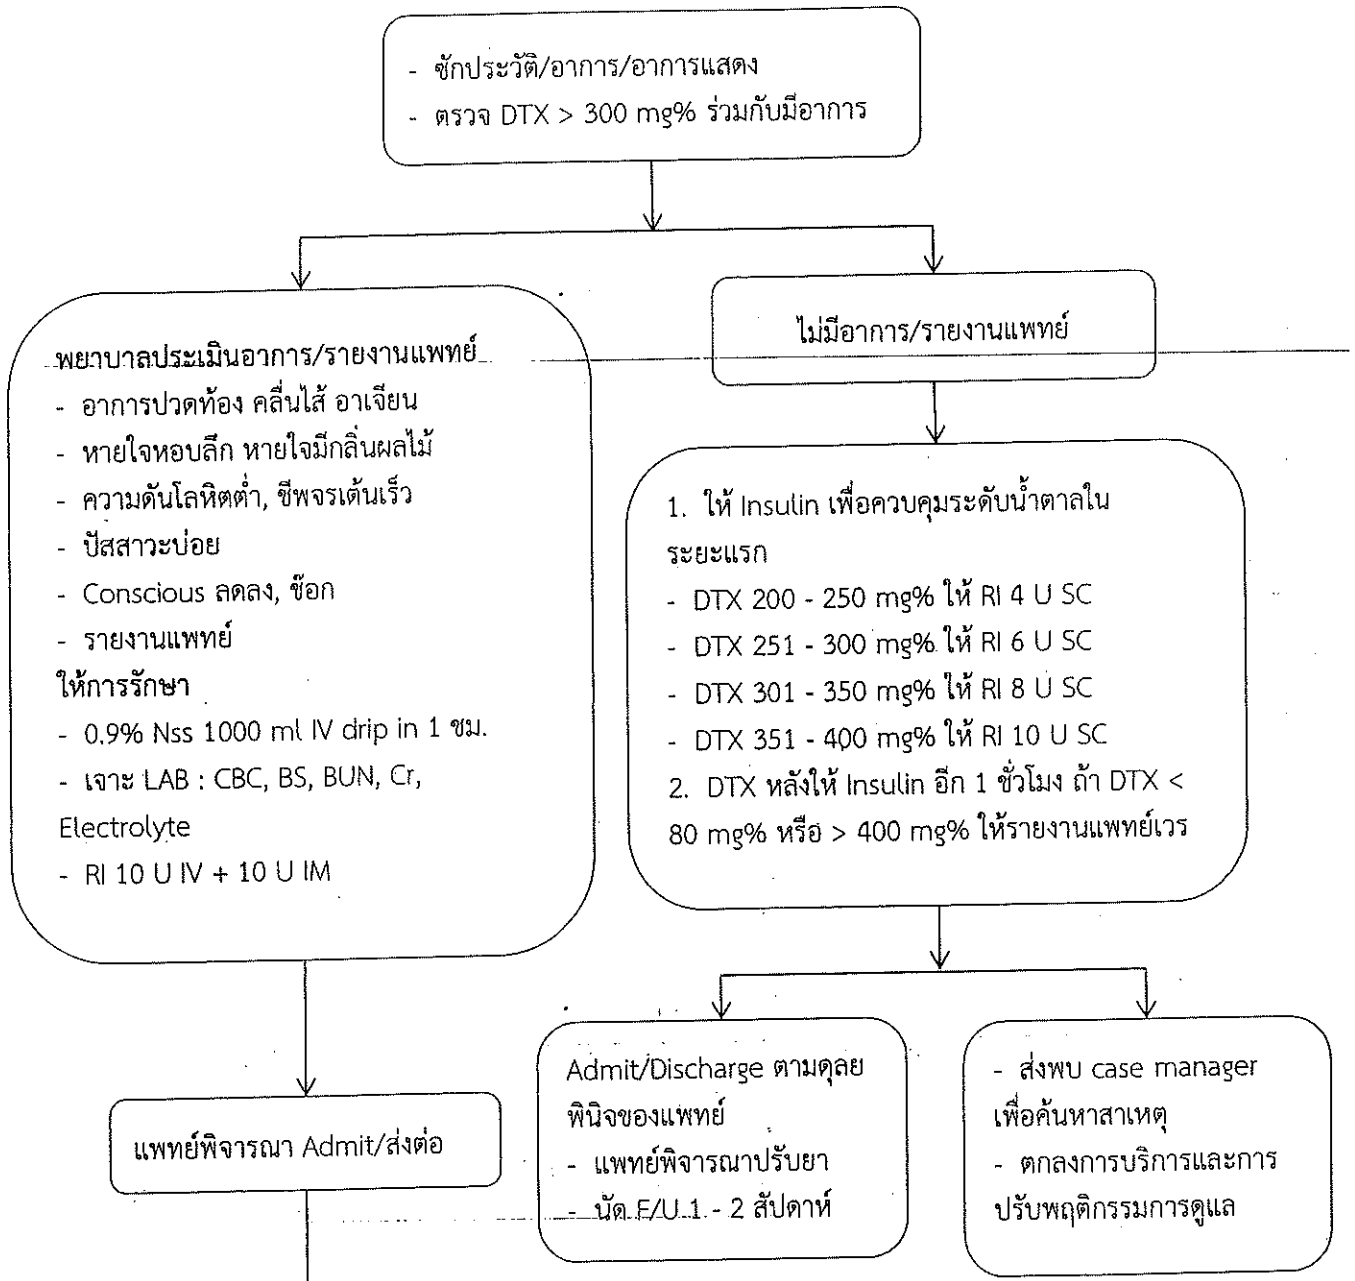 - ซักประวัติ/อาการ/อาการแสดง
- ตรวจ DTX > 300 mg% ร่วมกับมีอาการ
พยาบาลประเมินอาการ/รายงานแพทย์
- อาการปวดท้อง คลื่นไส้ อาเจียน
- หายใจหอบลึก หายใจมีกลิ่นผลไม้
- ความดันโลหิตต่ำ, ชีพจรเต้นเร็ว
- ปัสสาวะบ่อย
- Conscious ลดลง, ช๊อก
- รายงานแพทย์
ให้การรักษา
- 0.9% Nss 1000 ml IV drip in 1 ชม.
- เจาะ LAB : CBC, BS, BUN, Cr,
Electrolyte
- RI 10 U IV + 10 U IM
แพทย์พิจารณา Admit/ส่งต่อ
ไม่มีอาการ/รายงานแพทย์
1. ให้ Insulin เพื่อควบคุมระดับน้ำตาลใน
ระยะแรก
- DTX 200 - 250 mg% ให้ RI 4 U SC
- DTX 251 - 300 mg% ให้ RI 6 U SC
- DTX 301 - 350 mg% ให้ RI 8 U SC
- DTX 351 - 400 mg% ให้ RI 10 U SC
2. DTX หลังให้ Insulin อีก 1 ชั่วโมง ถ้า DTX <
80 mg% หรือ > 400 mg% ให้รายงานแพทย์เวร
Admit/Discharge ตามดุลย
พินิจของแพทย์
- แพทย์พิจารณาปรับยา
- นัด F/U 1 - 2 สัปดาห์
- ส่งพบ case manager
เพื่อค้นหาสาเหตุ
- ตกลงการบริการและการ
ปรับพฤติกรรมการดูแล